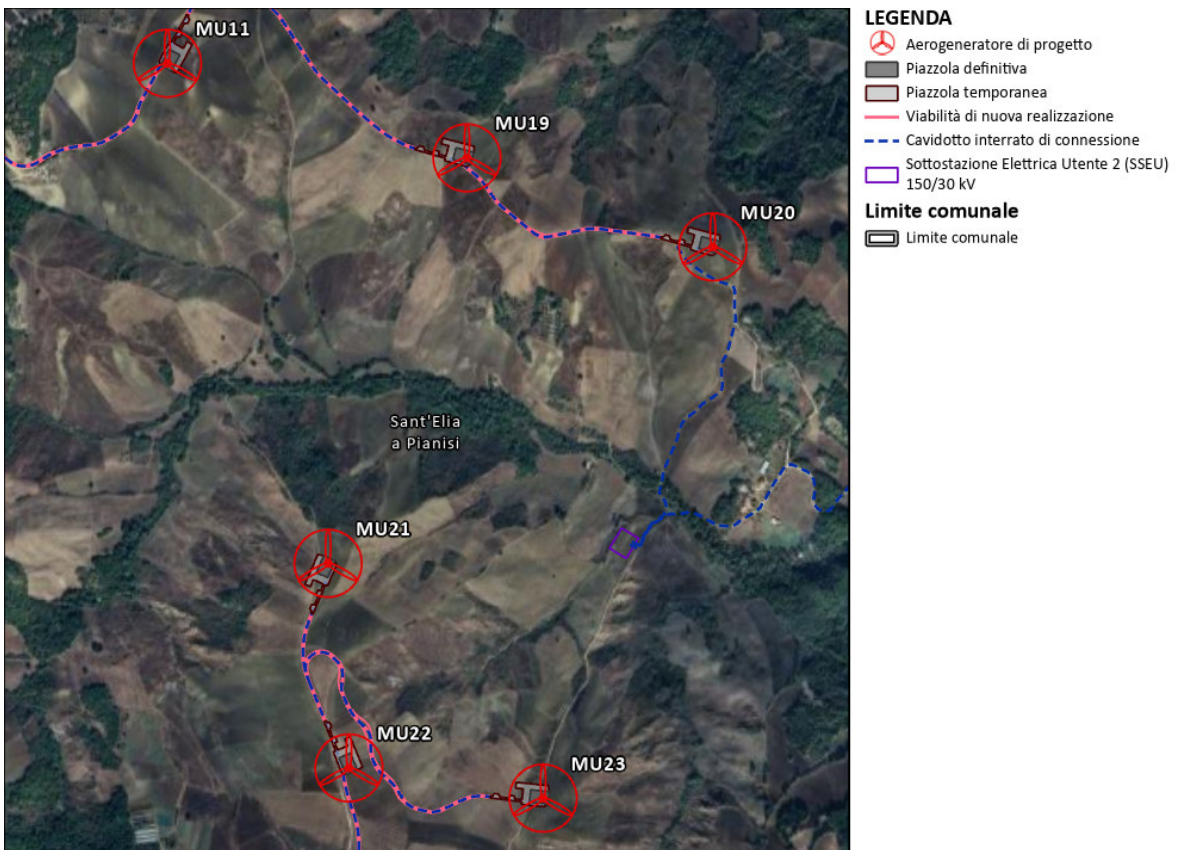 MU11
MU19
MU20
Sant'Elia
a Pianisi
MU21
MU22
MU23
LEGENDA
Aerogeneratore di progetto
Piazzola definitiva
Piazzola temporanea
Viabilità di nuova realizzazione
Cavidotto interrato di connessione
Sottostazione Elettrica Utente 2 (SSEU)
150/30 kV
Limite comunale
Limite comunale